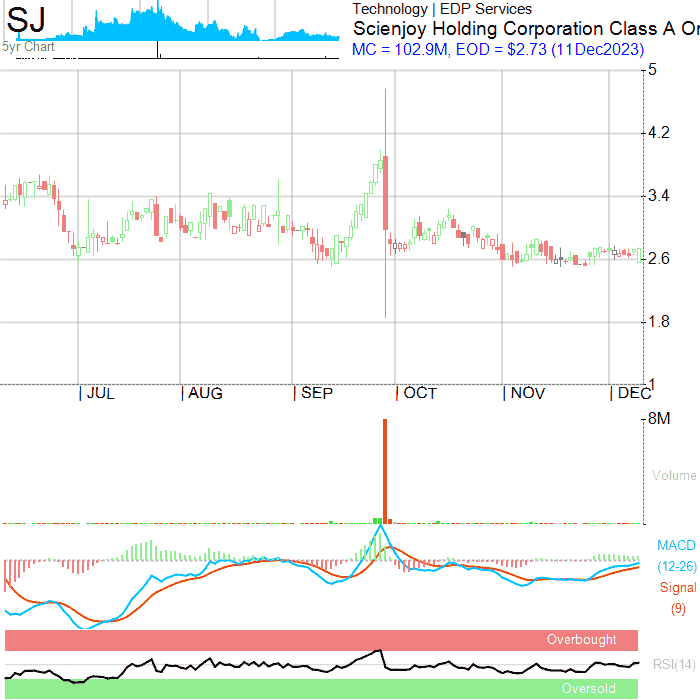 SJ
5yr Chart
Technology | EDP Services
Scienjoy Holding Corporation Class A Or
MC = 102.9M, EOD = $2.73 (11Dec2023)
5
4.2
3.4
2.6
1.8
1
JUL AUG SEP OCT NOV DEC
8M
Volume
MACD
(12-26)
Signal
(9)
Overbought
RSI(14)
Oversold